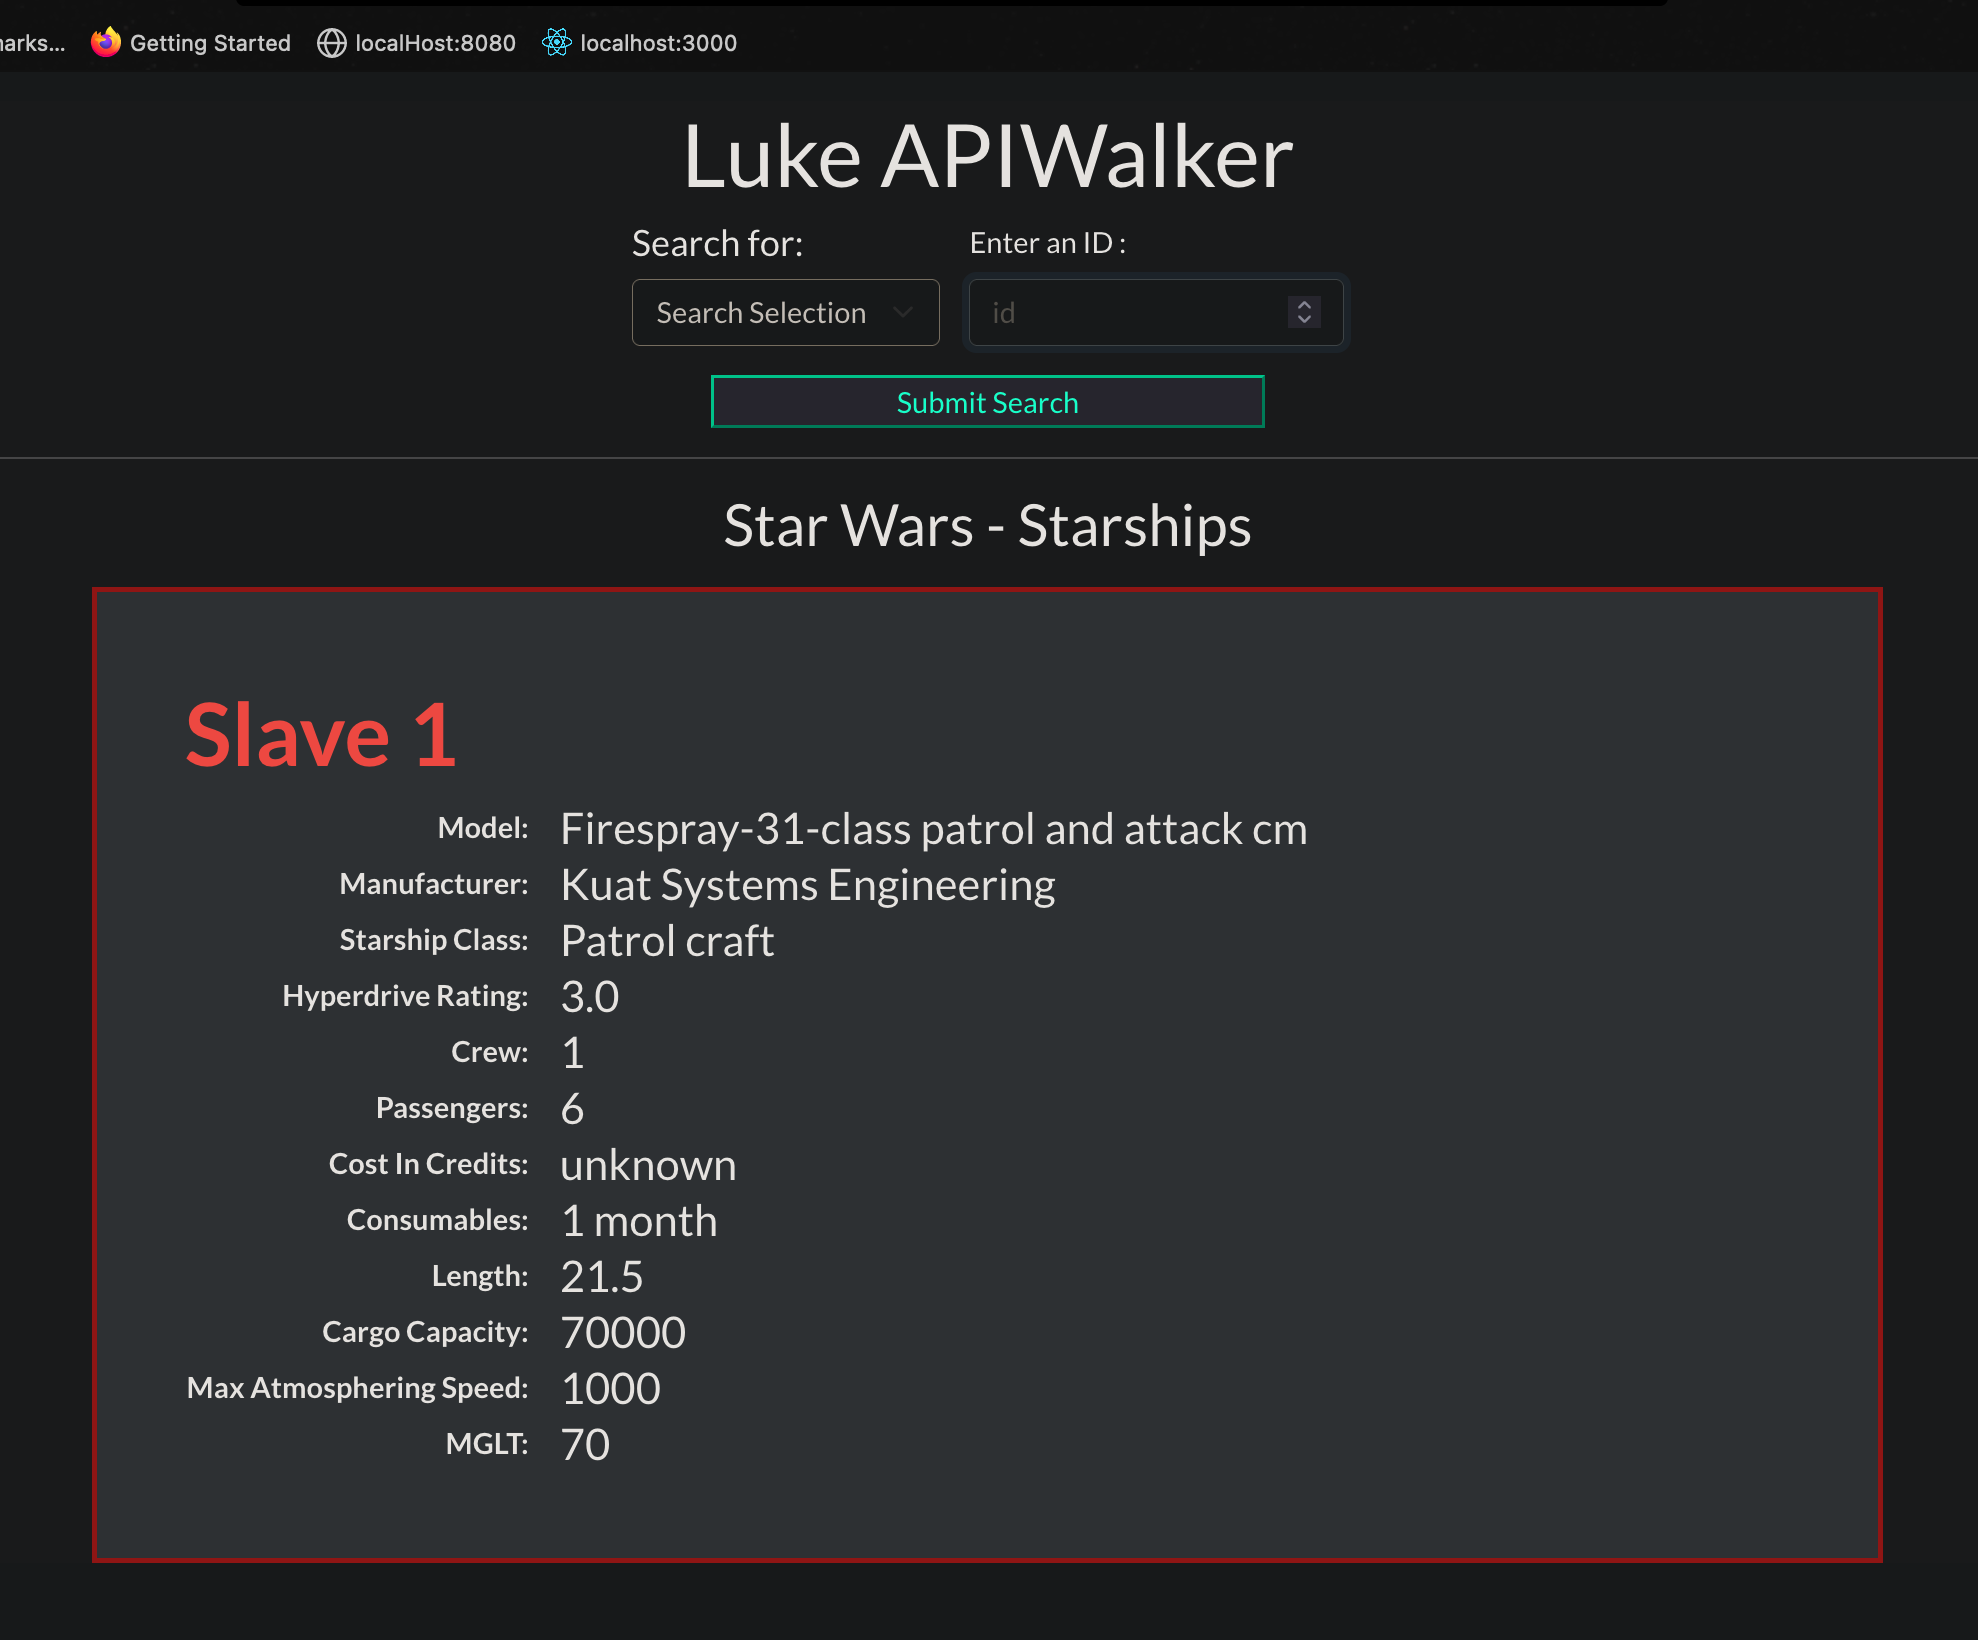 arks... Getting Started localHost:8080 localhost:3000
Luke APIWalker
Search for: Enter an ID :
Search Selection id
Submit Search
Star Wars - Starships
Slave 1
Model: Firespray-31-class patrol and attack cm
Manufacturer: Kuat Systems Engineering
Starship Class: Patrol craft
Hyperdrive Rating: 3.0
Crew: 1
Passengers: 6
Cost In Credits: unknown
Consumables: 1 month
Length: 21.5
Cargo Capacity: 70000
Max Atmosphering Speed: 1000
MGLT: 70